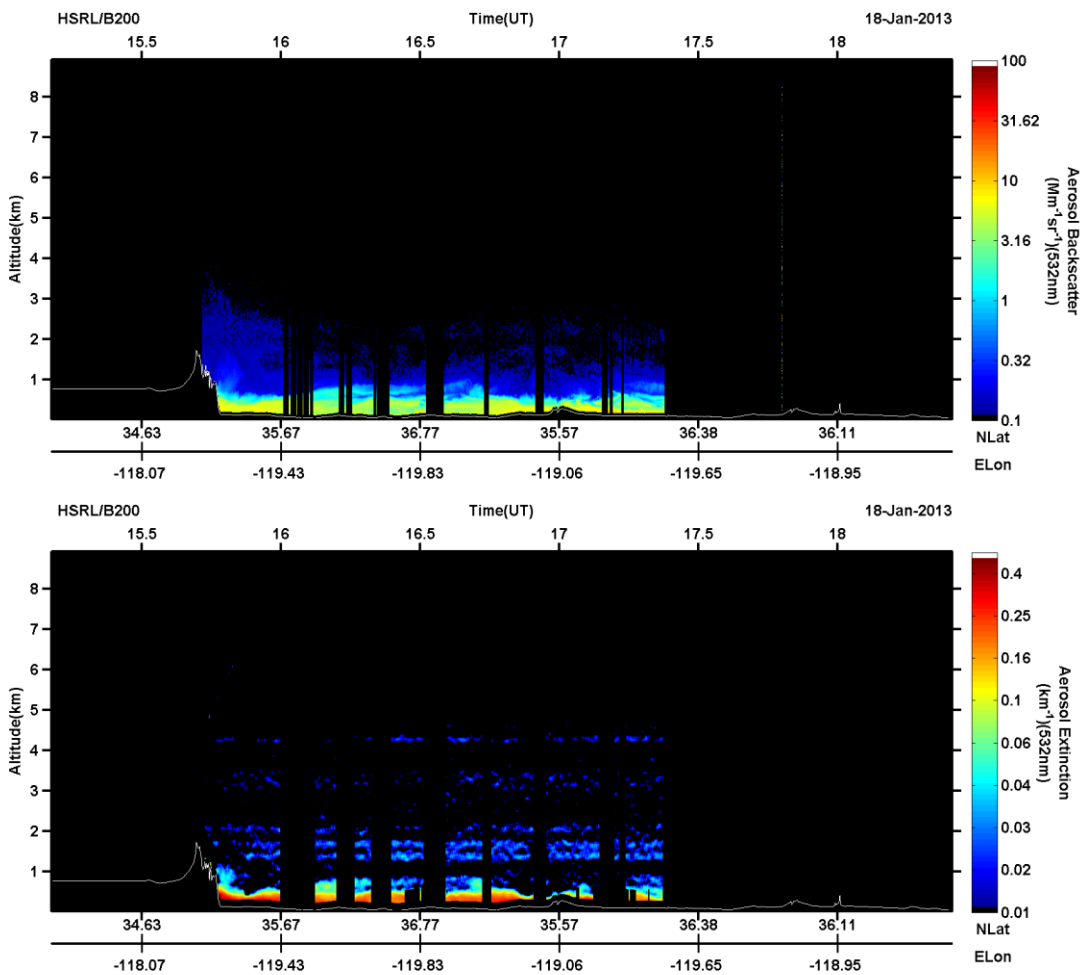 HSRL/B200 Time(UT) 18-Jan-2013
15.5 16 16.5 17 17.5 18
8
7
6
5
4
3
2
1
Altitude(km)
100
31.62
10
3.16
1
0.32
0.1
Aerosol Backscatter
(Mm⁻¹sr⁻¹)(532nm)
34.63 35.67 36.77 35.57 36.38 36.11 NLat
-118.07 -119.43 -119.83 -119.06 -119.65 -118.95 ELon
HSRL/B200 Time(UT) 18-Jan-2013
15.5 16 16.5 17 17.5 18
8
7
6
5
4
3
2
1
Altitude(km)
0.4
0.25
0.16
0.1
0.06
0.04
0.03
0.02
0.01
Aerosol Extinction
(km⁻¹)(532nm)
34.63 35.67 36.77 35.57 36.38 36.11 NLat
-118.07 -119.43 -119.83 -119.06 -119.65 -118.95 ELon